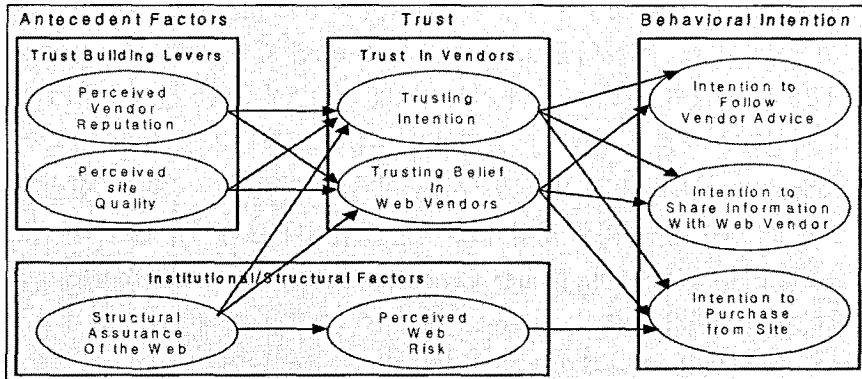 Antecedent Factors
Trust
Behavioral Intention
Trust Building Levers
Trust In Vendors
Perceived
Vendor
Reputation
Trusting
Intention
Intention to
Follow
Vendor Advice
Perceived
site
Quality
Trusting Belief
In
Web Vendors
Intention to
Share Information
With Web Vendor
Institutional/Structural Factors
Structural
Assurance
Of the Web
Perceived
Web
Risk
Intention to
Purchase
from Site